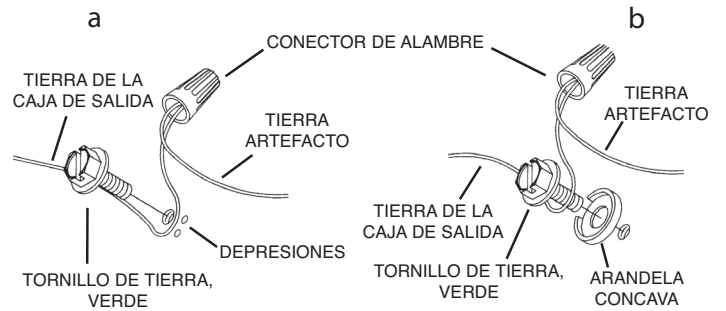 a
b
CONECTOR DE ALAMBRE
TIERRA DE LA
CAJA DE SALIDA
TIERRA
ARTEFACTO
TIERRA
ARTEFACTO
TIERRA DE LA
CAJA DE SALIDA
DEPRESIONES
TORNILLO DE TIERRA,
VERDE
TORNILLO DE TIERRA,
VERDE
ARANDELA
CONCAVA